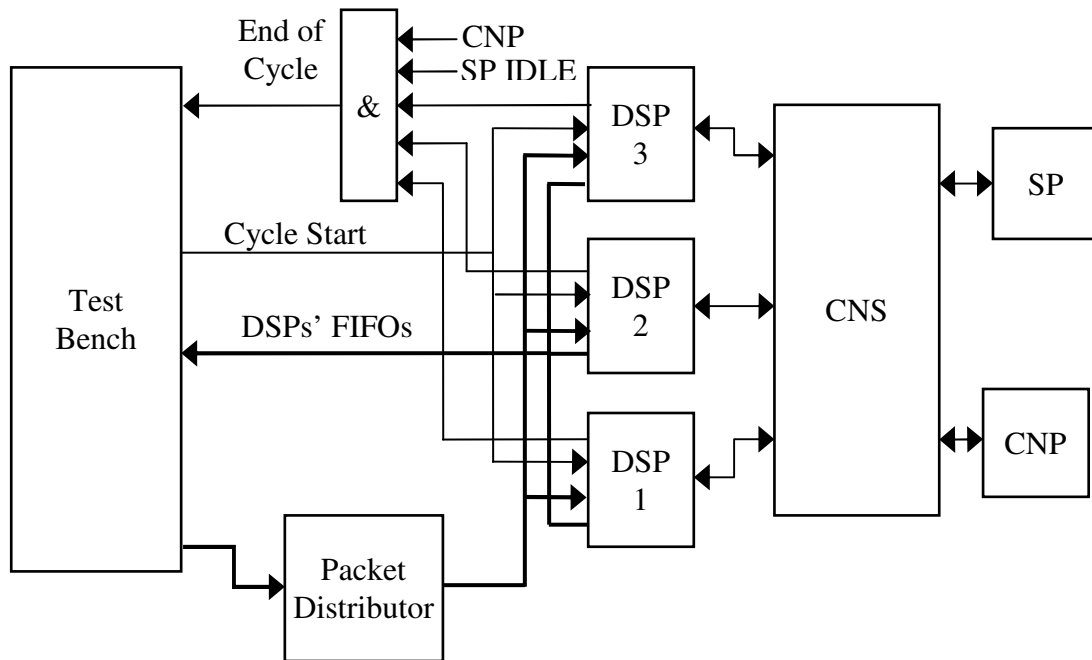 End of
Cycle
CNP
SP IDLE
&
DSP
3
SP
Cycle Start
Test
Bench
DSPs' FIFOs
DSP
2
CNS
DSP
1
CNP
Packet
Distributor